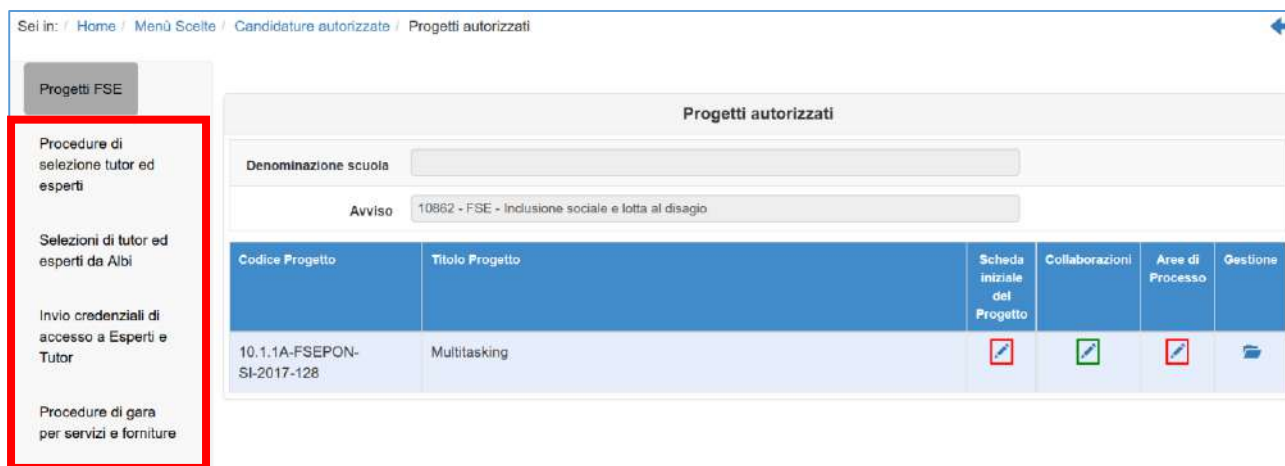 Sei in: / Home / Menù Scelte / Candidature autorizzate / Progetti autorizzati
Progetti FSE
Procedure di
selezione tutor ed
esperti
Selezioni di tutor ed
esperti da Albi
Invio credenziali di
accesso a Esperti e
Tutor
Procedure di gara
per servizi e forniture
Progetti autorizzati
Denominazione scuola
Avviso 10862 - FSE - Inclusione sociale e lotta al disagio
Codice Progetto Titolo Progetto Scheda iniziale del Progetto Collaborazioni Aree di Processo Gestione
10.1.1A-FSEPON-
SI-2017-128
Multitasking